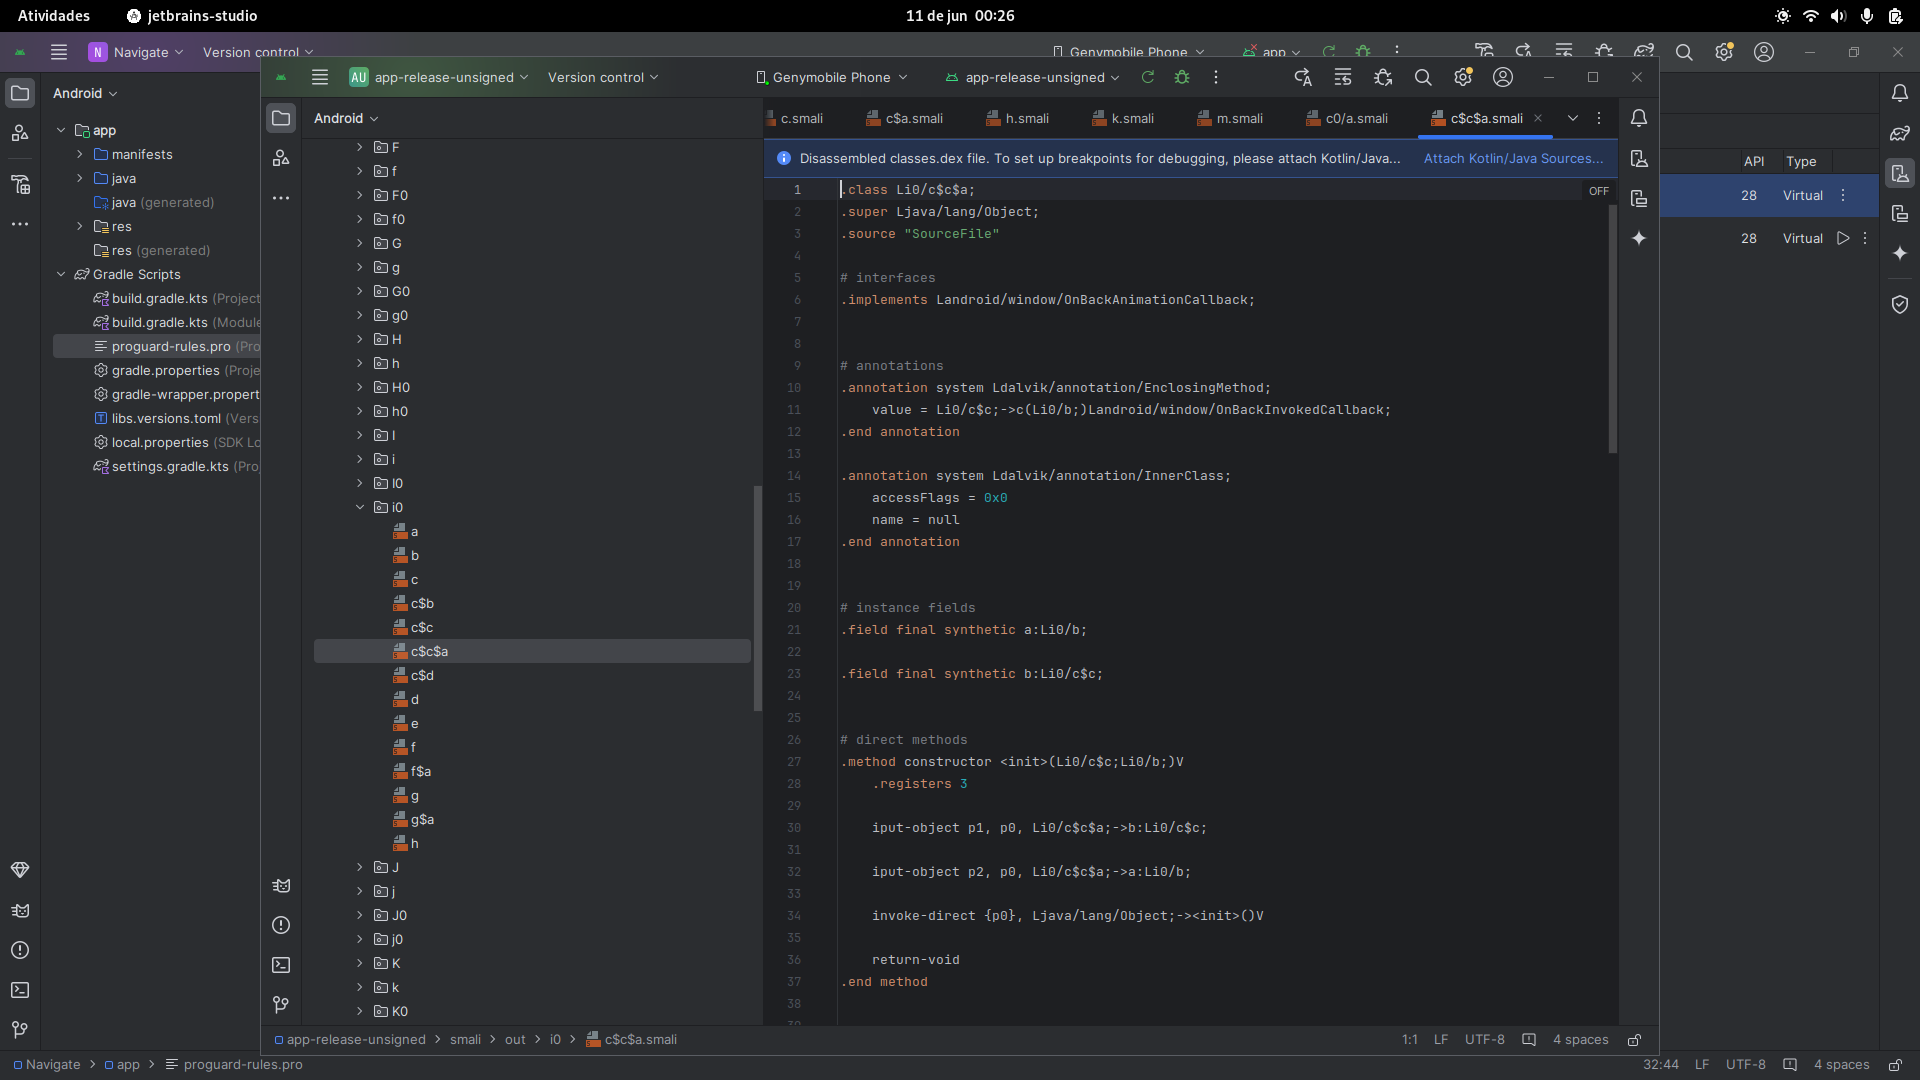 Atividades
jetbrains-studio
11 de jun 00:26
N Navigate
Version control
Genymobile Phone
app
AU app-release-unsigned
Version control
Genymobile Phone
app-release-unsigned
Android
app
manifests
java
java (generated)
res
res (generated)
Gradle Scripts
build.gradle.kts (Project
build.gradle.kts (Module
proguard-rules.pro (Pro
gradle.properties (Proje
gradle-wrapper.propert
libs.versions.toml (Vers
local.properties (SDK Lo
settings.gradle.kts (Proj
Android
F
f
F0
f0
G
g
G0
g0
H
h
H0
h0
I
i
I0
i0
a
b
c
c$b
c$c
c$c$a
c$d
d
e
f
f$a
g
g$a
h
J
j
J0
j0
K
k
K0
c.smali
c$a.smali
h.smali
k.smali
m.smali
c0/a.smali
c$c$a.smali
Disassembled classes.dex file. To set up breakpoints for debugging, please attach Kotlin/Java...
Attach Kotlin/Java Sources...
OFF
1 .class Li0/c$c$a;
2 .super Ljava/lang/Object;
3 .source "SourceFile"
4
5 # interfaces
6 .implements Landroid/window/OnBackAnimationCallback;
7
8
9 # annotations
10 .annotation system Ldalvik/annotation/EnclosingMethod;
11 value = Li0/c$c;->c(Li0/b;)Landroid/window/OnBackInvokedCallback;
12 .end annotation
13
14 .annotation system Ldalvik/annotation/InnerClass;
15 accessFlags = 0x0
16 name = null
17 .end annotation
18
19
20 # instance fields
21 .field final synthetic a:Li0/b;
22
23 .field final synthetic b:Li0/c$c;
24
25
26 # direct methods
27 .method constructor <init>(Li0/c$c;Li0/b;)V
28 .registers 3
29
30 iput-object p1, p0, Li0/c$c$a;->b:Li0/c$c;
31
32 iput-object p2, p0, Li0/c$c$a;->a:Li0/b;
33
34 invoke-direct {p0}, Ljava/lang/Object;-><init>()V
35
36 return-void
37 .end method
38
39
API
Type
28
Virtual
28
Virtual
app-release-unsigned > smali > out > i0 > c$c$a.smali
1:1
LF
UTF-8
4 spaces
Navigate > app > proguard-rules.pro
32:44
LF
UTF-8
4 spaces